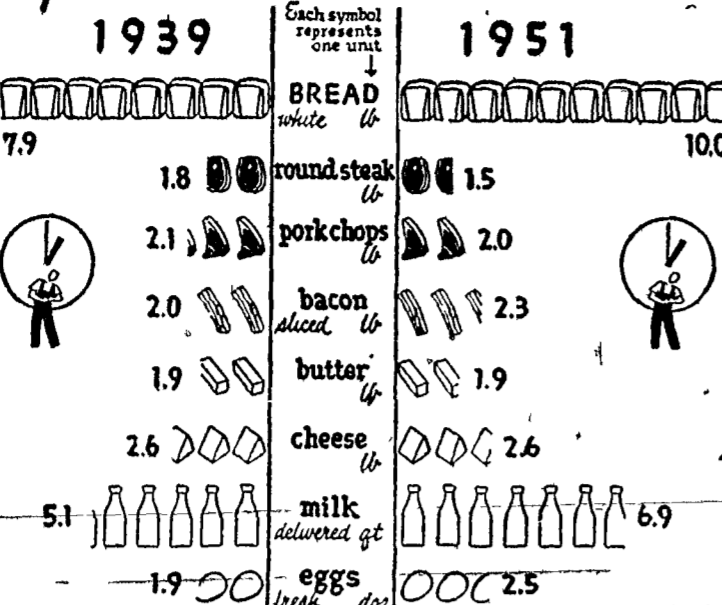 1939
Each symbol
represents
one unit
1951
BREAD
white lb
7.9
10.0
1.8 round steak 1.5
lb
2.1 pork chops 2.0
lb
2.0 bacon 2.3
sliced lb
1.9 butter 1.9
lb
2.6 cheese 2.6
lb
5.1 milk 6.9
delivered qt
1.9 eggs 2.5
fresh doz